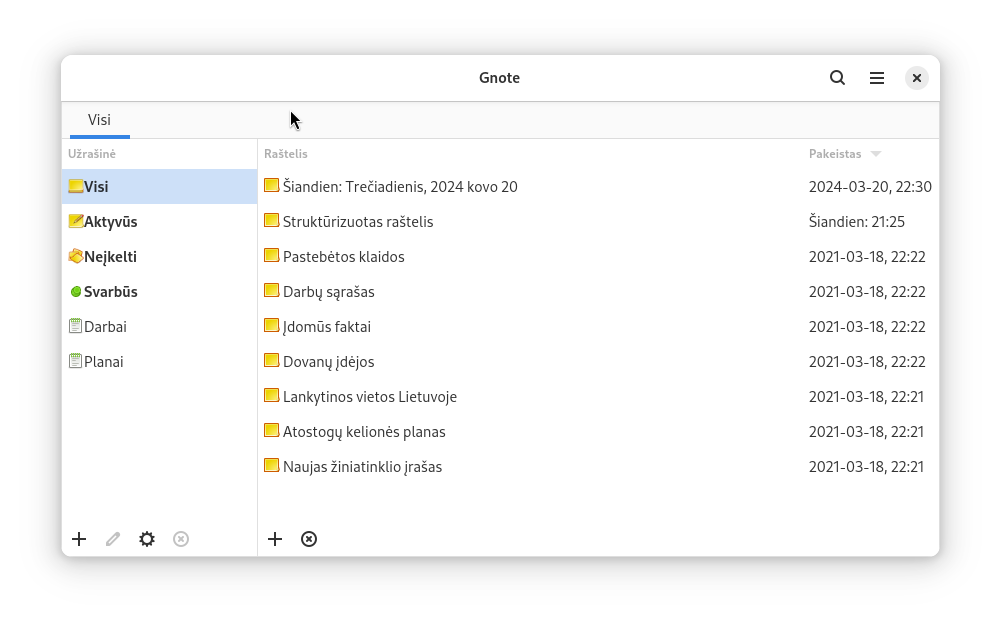 Gnote
Visi
Užrašinė
Raštelis
Pakeistas
Visi
Šiandien: Trečiadienis, 2024 kovo 20
2024-03-20, 22:30
Aktyvūs
Struktūrizuotas raštelis
Šiandien: 21:25
Neįkelti
Pastebėtos klaidos
2021-03-18, 22:22
Svarbūs
Darbų sąrašas
2021-03-18, 22:22
Darbai
Įdomūs faktai
2021-03-18, 22:22
Planai
Dovanų įdėjos
2021-03-18, 22:22
Lankytinos vietos Lietuvoje
2021-03-18, 22:21
Atostogų kelionės planas
2021-03-18, 22:21
Naujas žiniatinklio įrašas
2021-03-18, 22:21